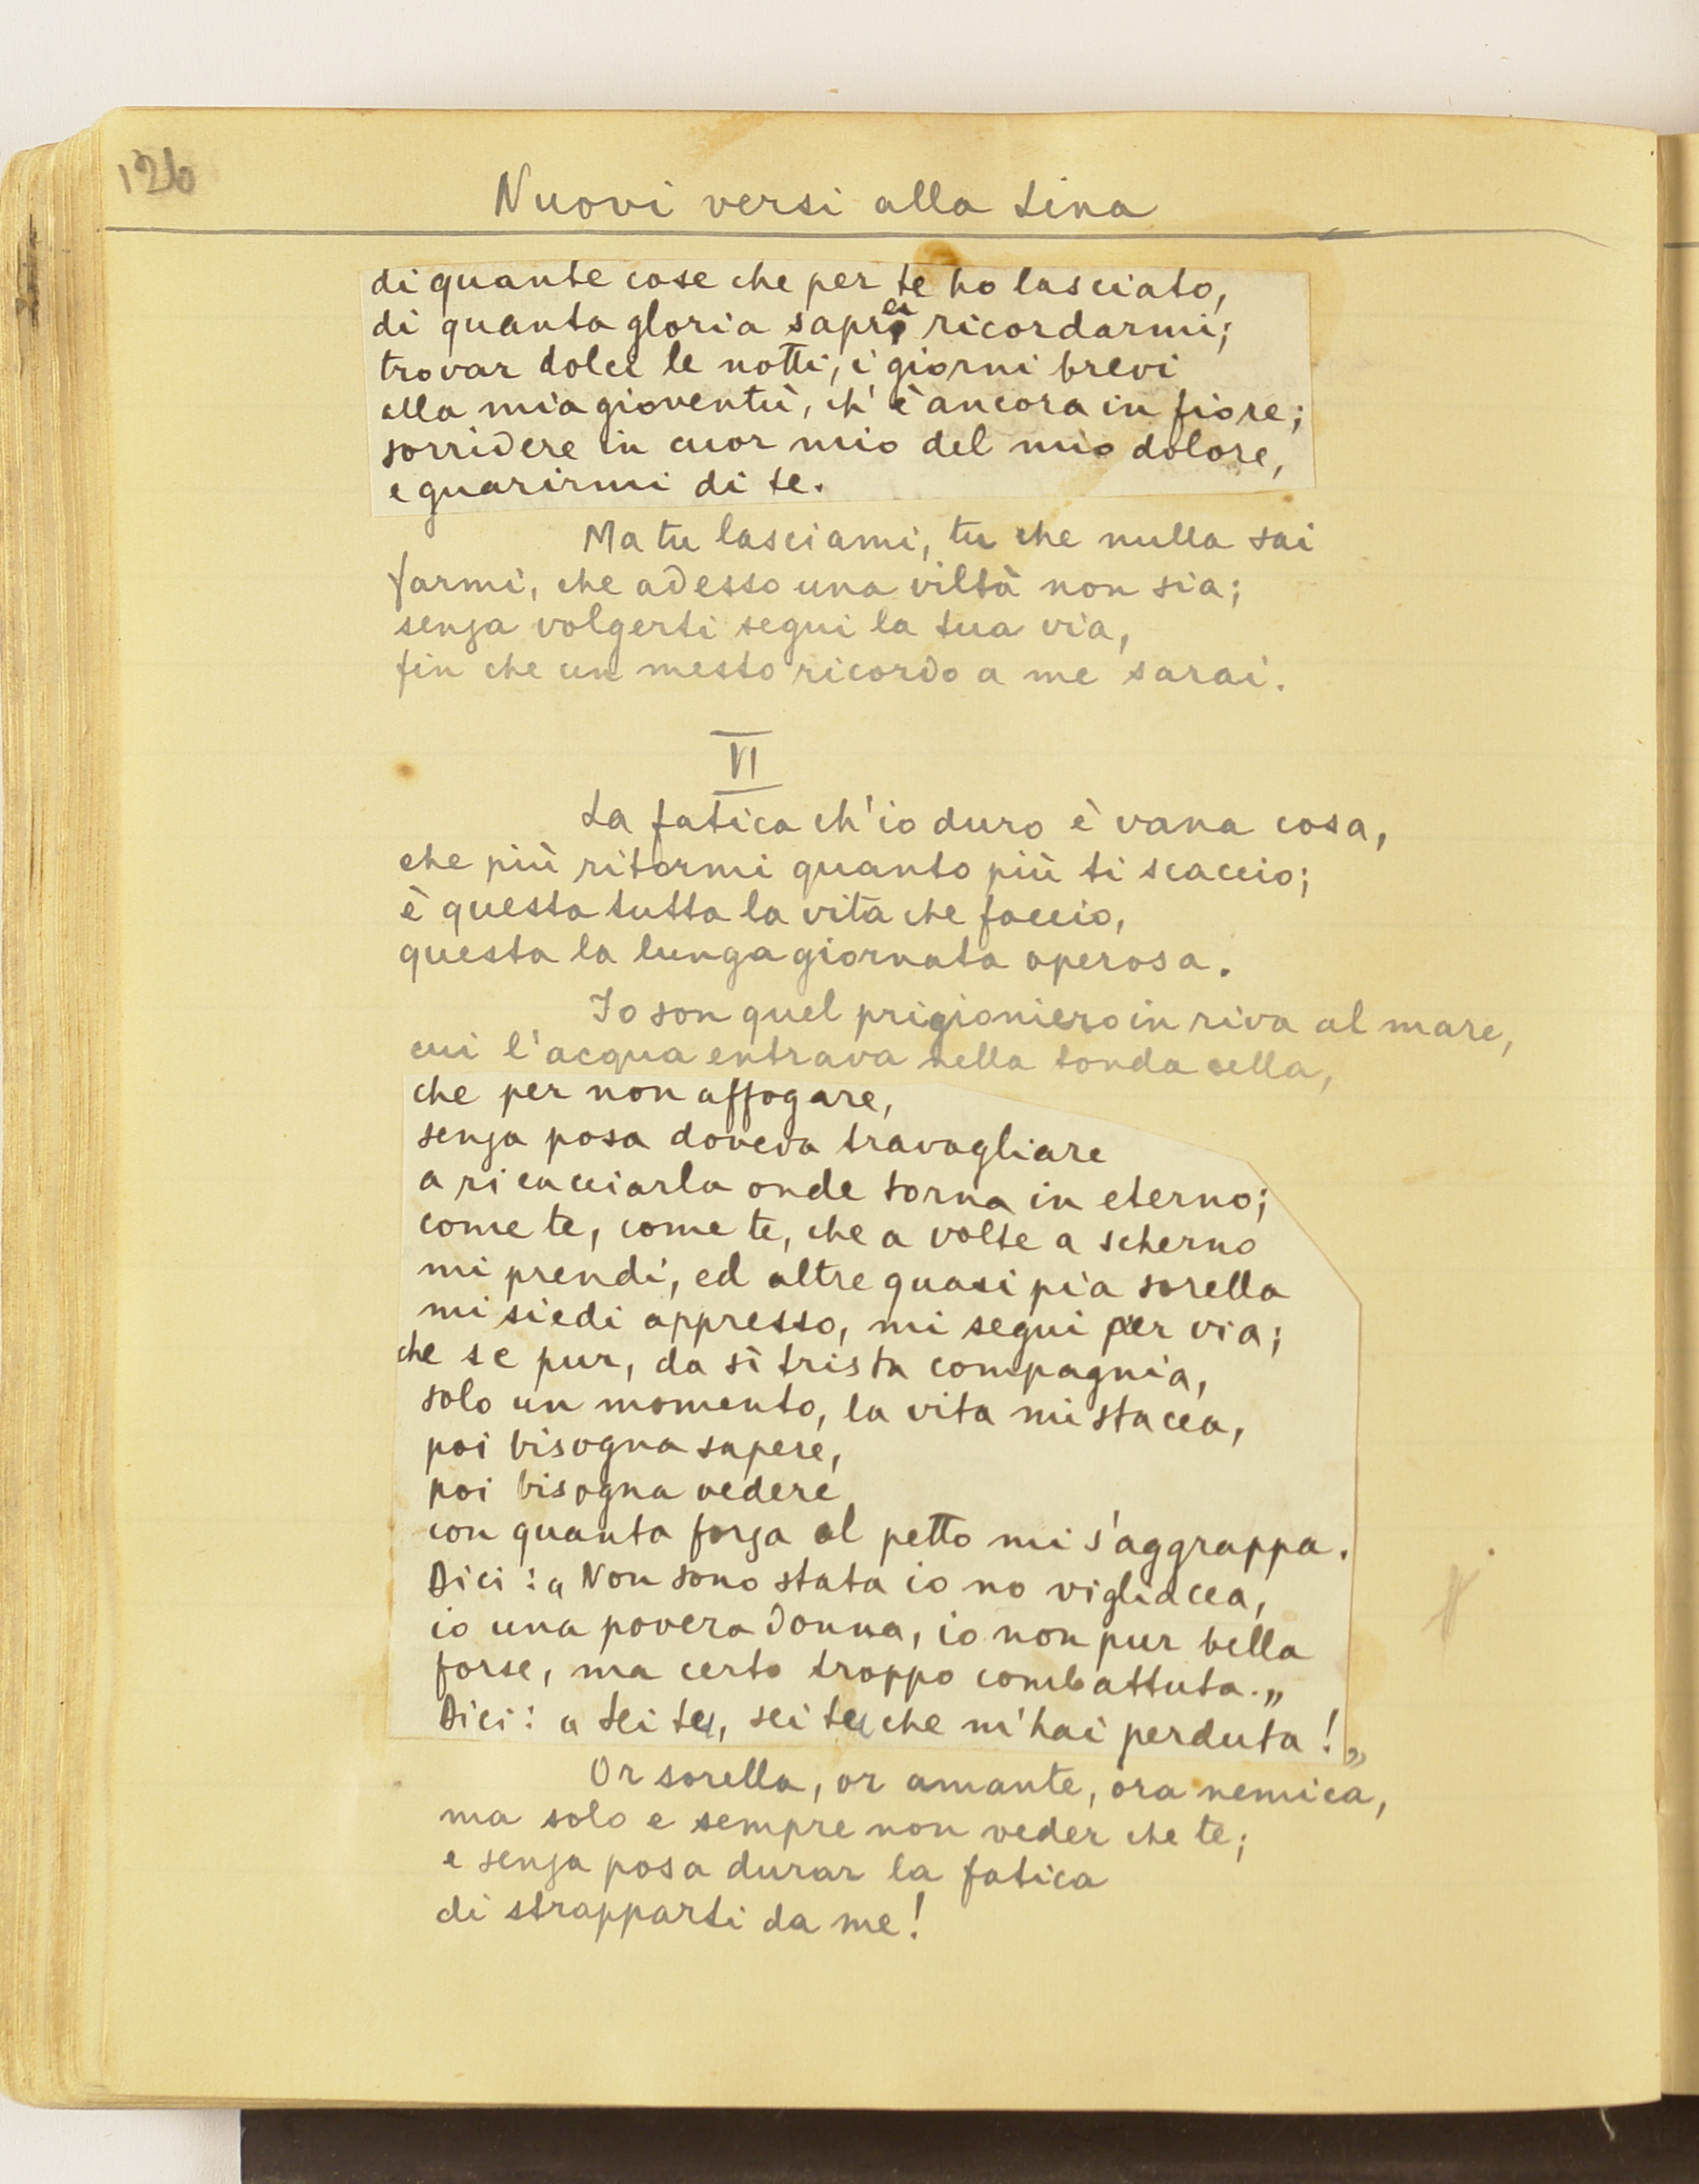 126
Nuovi versi alla Lina
di quante cose che per te ho lasciato,
di quanta gloria saprei ricordarmi;
trovar dolci le notti, i giorni brevi
alla mia gioventù, ch' è ancora in fiore;
sorridere in cuor mio del mio dolore,
e guarirmi di te.
Ma tu lasciami, tu che nulla sai
farmi, che adesso una viltà non sia;
senza volgerti segui la tua via,
fin che un mesto ricordo a me sarai.
VI
La fatica ch'io duro è vana cosa,
che più ritorni quanto più ti scaccio;
è questa tutta la vita che faccio,
questa la lunga giornata operosa.
Io son quel prigioniero in riva al mare,
cui l'acqua entrava nella tonda cella,
che per non affogare,
senza posa doveva travagliare
a ricacciarla onde torna in eterno;
come te, come te, che a volte a scherno
mi prendi, ed altre quasi pia sorella
mi siedi appresso, mi segui per via;
che se pur, da sì trista compagnia,
solo un momento, la vita mi stacca,
poi bisogna sapere,
poi bisogna vedere
con quanta forza al petto mi s'aggrappa.
Dici: „ Non sono stata io no vigliacca,
io una povera donna, io non pur bella
forse, ma certo troppo combattuta.„
Dici: „ Sei tu, sei tu che m'hai perduta!„
Or sorella, or amante, ora nemica,
ma solo e sempre non veder che te;
e senza posa durar la fatica
di strapparti da me!